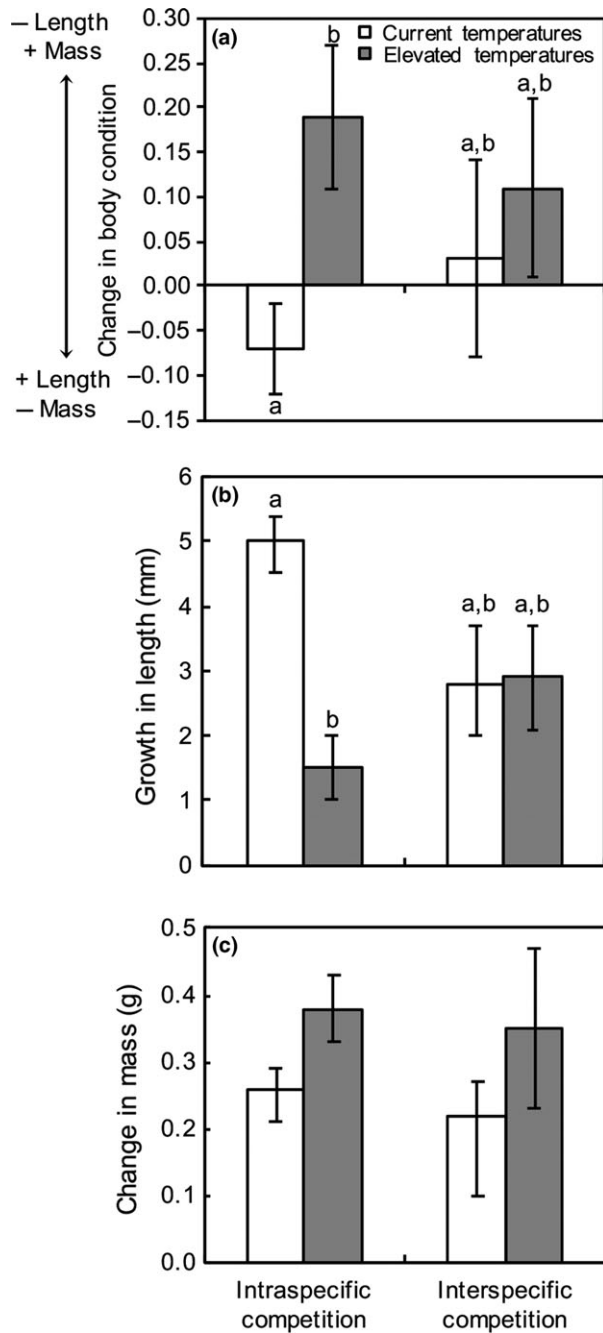 — Length
+ Mass
+ Length
— Mass
Change in body condition
0.30
0.25
0.20
0.15
0.10
0.05
0.00
−0.05
−0.10
−0.15
(a)
Current temperatures
Elevated temperatures
a
b
a,b
a,b
Growth in length (mm)
6
5
4
3
2
1
0
(b)
a
b
a,b
a,b
Change in mass (g)
0.5
0.4
0.3
0.2
0.1
0.0
(c)
Intraspecific
competition
Interspecific
competition